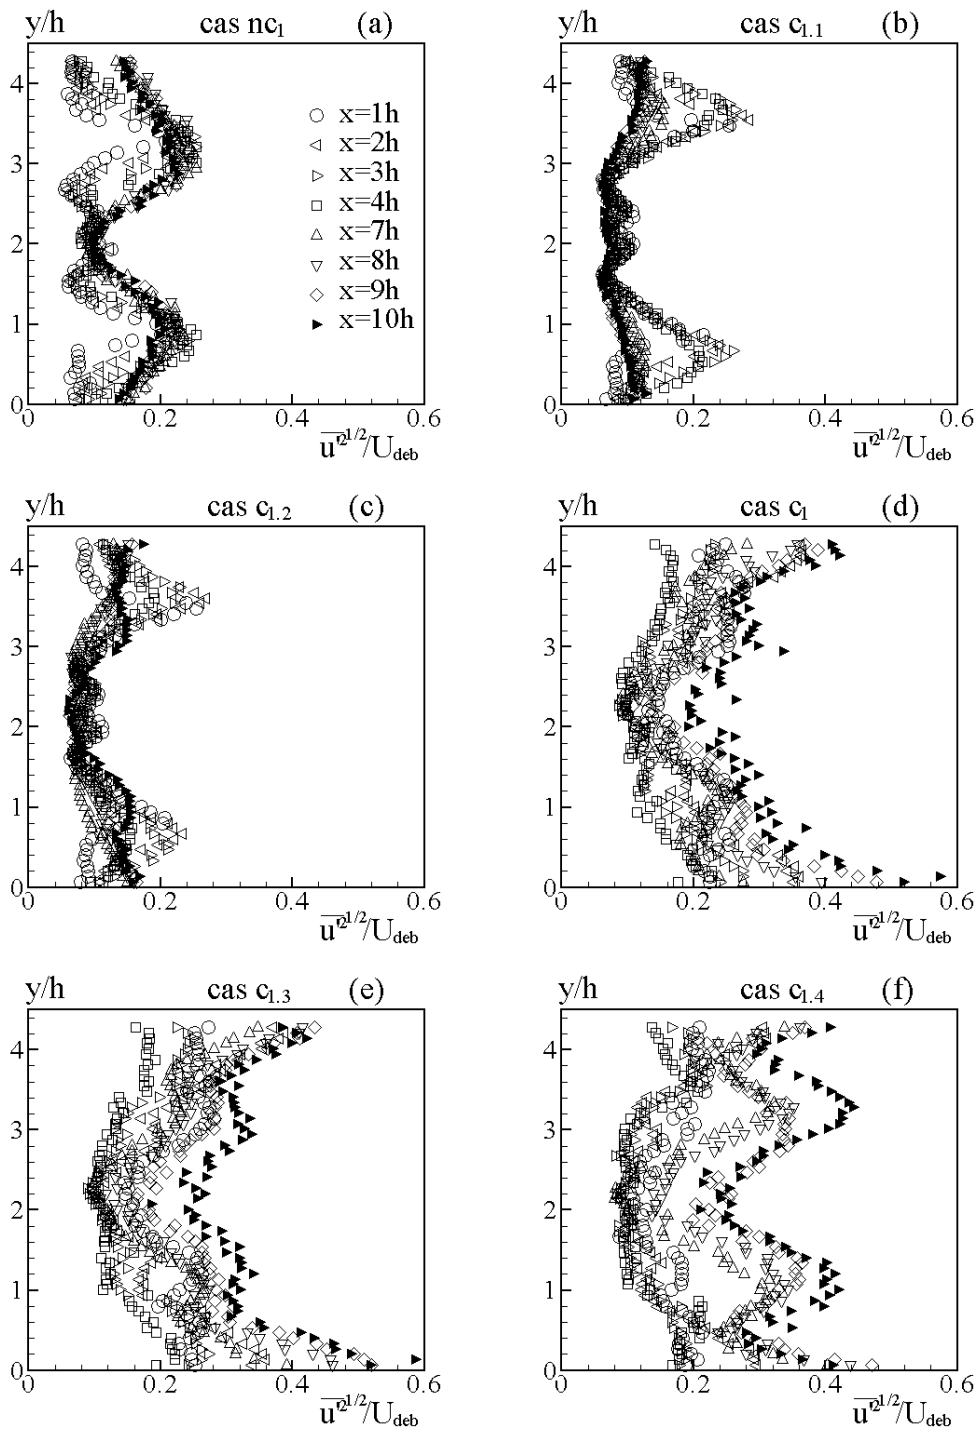 y/h cas nc1 (a)
4
3
2
1
0
x=1h
x=2h
x=3h
x=4h
x=7h
x=8h
x=9h
x=10h
0 0.2 0.4 0.6
u'²^1/2/Udeb
y/h cas c1.1 (b)
4
3
2
1
0
0 0.2 0.4 0.6
u'²^1/2/Udeb
y/h cas c1.2 (c)
4
3
2
1
0
0 0.2 0.4 0.6
u'²^1/2/Udeb
y/h cas c1 (d)
4
3
2
1
0
0 0.2 0.4 0.6
u'²^1/2/Udeb
y/h cas c1.3 (e)
4
3
2
1
0
0 0.2 0.4 0.6
u'²^1/2/Udeb
y/h cas c1.4 (f)
4
3
2
1
0
0 0.2 0.4 0.6
u'²^1/2/Udeb